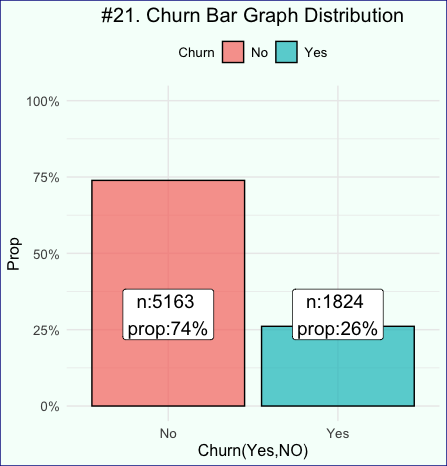 #21. Churn Bar Graph Distribution
Churn No Yes
100%
75%
50%
25%
0%
Prop
n:5163
prop:74%
n:1824
prop:26%
No Yes
Churn(Yes,NO)